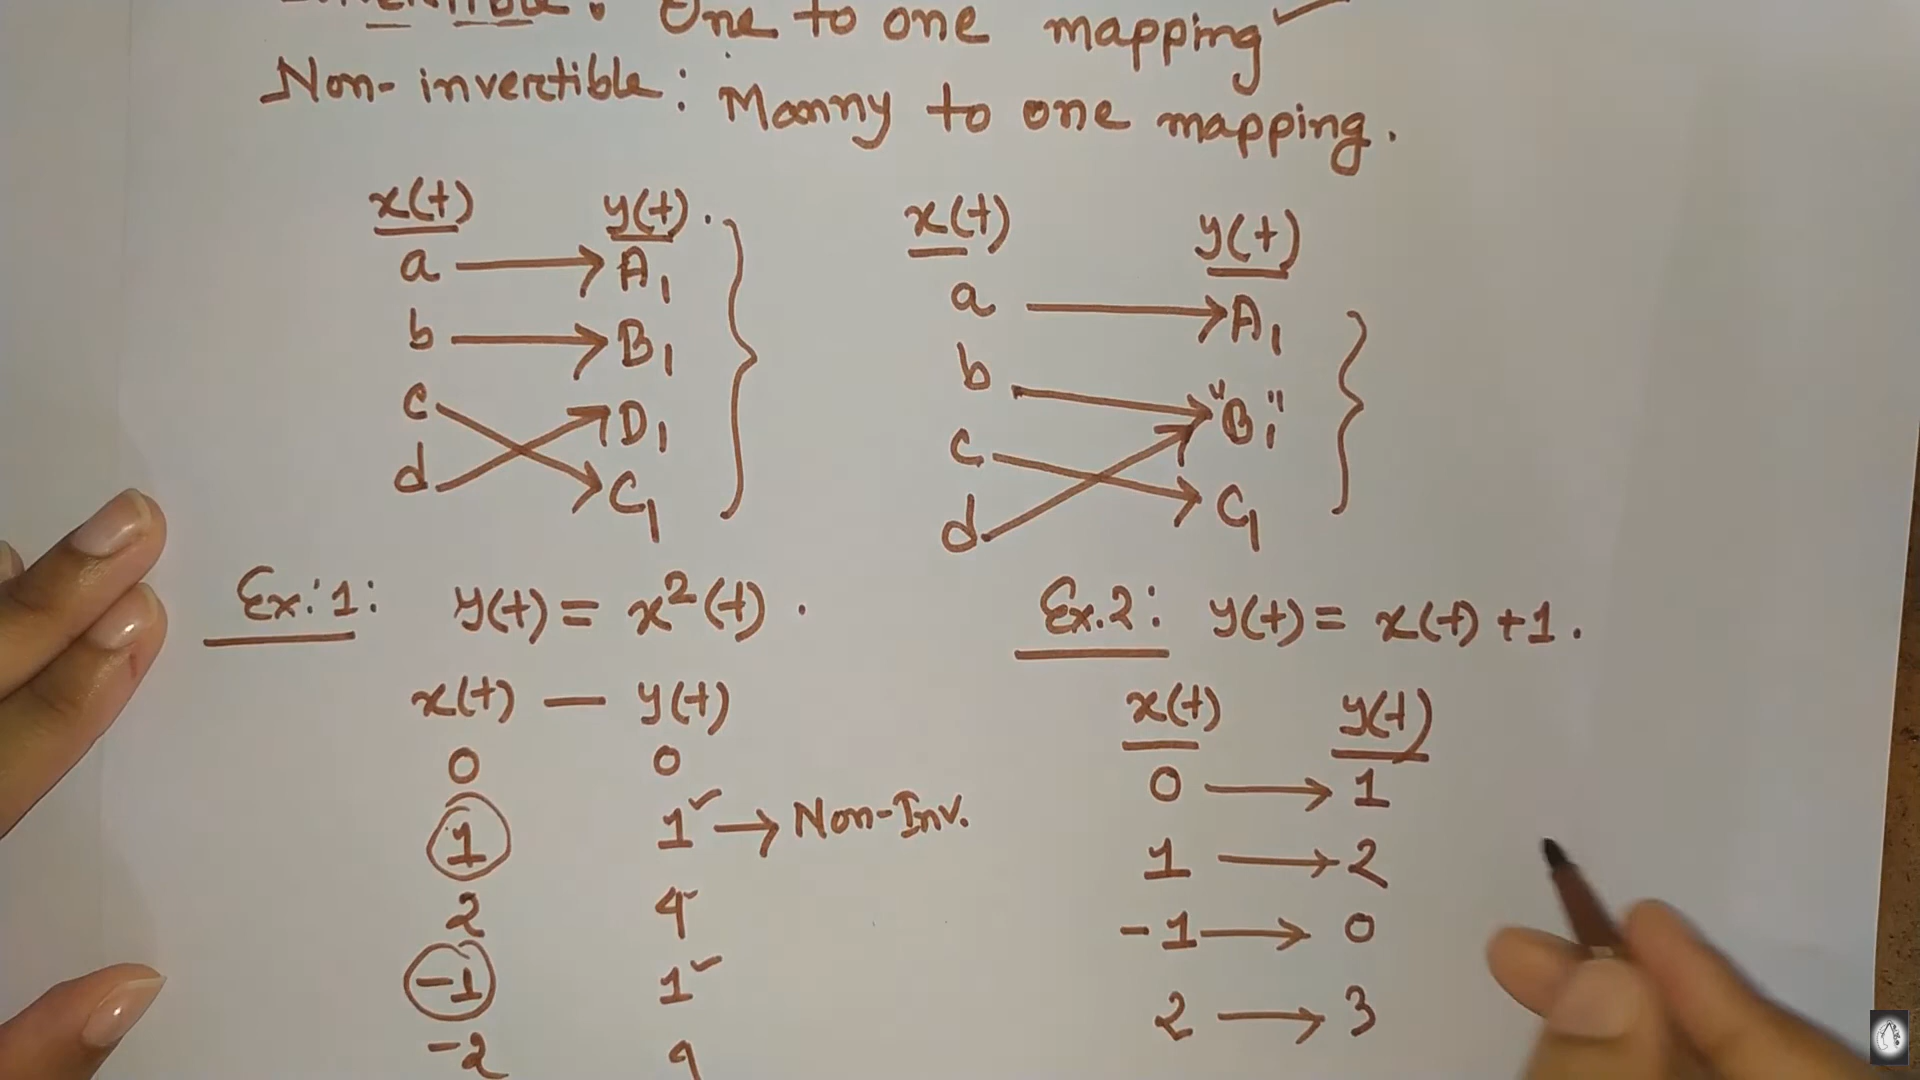 One to one mapping
Non-invertible: Manny to one mapping.
x(t) y(t).
a → A₁
b → B₁
c D₁
d C₁
x(t) y(t)
a → A₁
b "B₁"
c C₁
d
Ex:1: y(t) = x²(t).
x(t) — y(t)
0 0
1 1 → Non-Inv.
2 4
-1 1
-2 4
Ex.2: y(t) = x(t) +1.
x(t) y(t)
0 → 1
1 → 2
-1 → 0
2 → 3